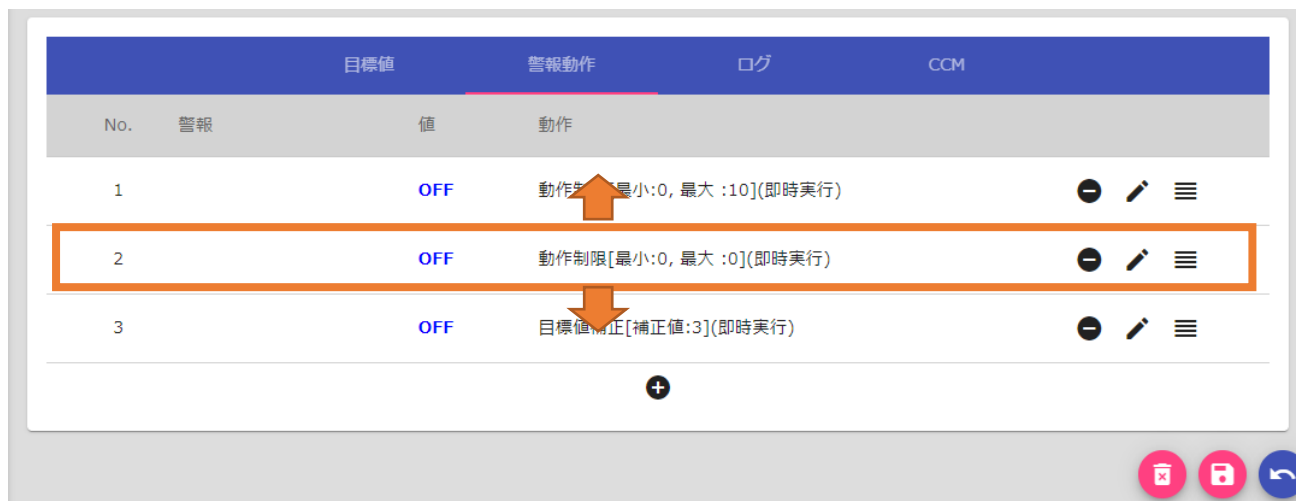 目標値 警報動作 ログ CCM
No. 警報 値 動作
1 OFF 動作 最小:0, 最大 :10](即時実行)
2 OFF 動作制限[最小:0, 最大 :0](即時実行)
3 OFF 目標値補正[補正値:3](即時実行)